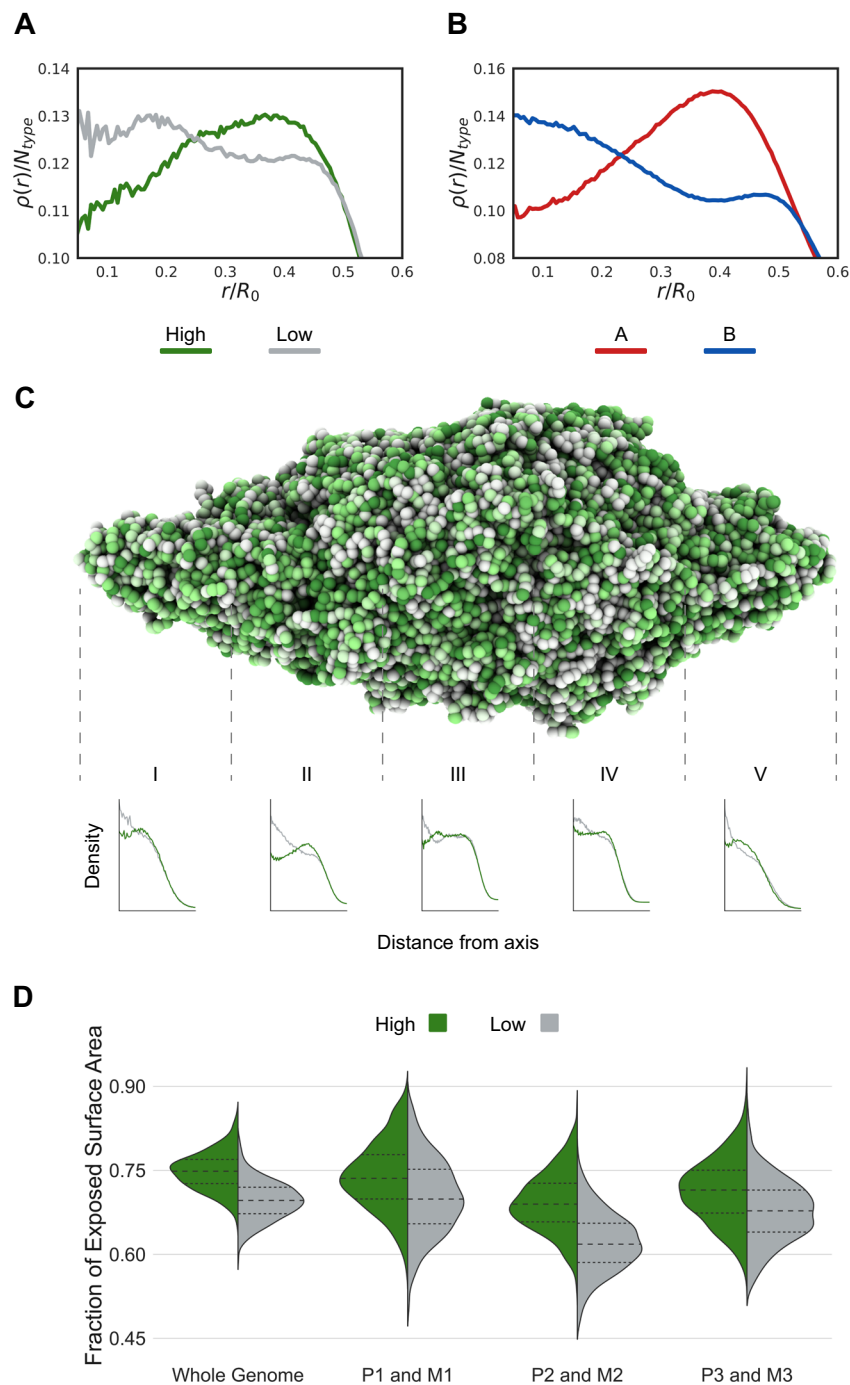 A
B
0.14
0.13
0.12
0.11
0.10
ρ(r)/N_type
0.1 0.2 0.3 0.4 0.5 0.6
r/R₀
0.16
0.14
0.12
0.10
0.08
ρ(r)/N_type
0.1 0.2 0.3 0.4 0.5 0.6
r/R₀
High Low
A B
C
I II III IV V
Density
Distance from axis
D
High Low
Fraction of Exposed Surface Area
0.90
0.75
0.60
0.45
Whole Genome P1 and M1 P2 and M2 P3 and M3